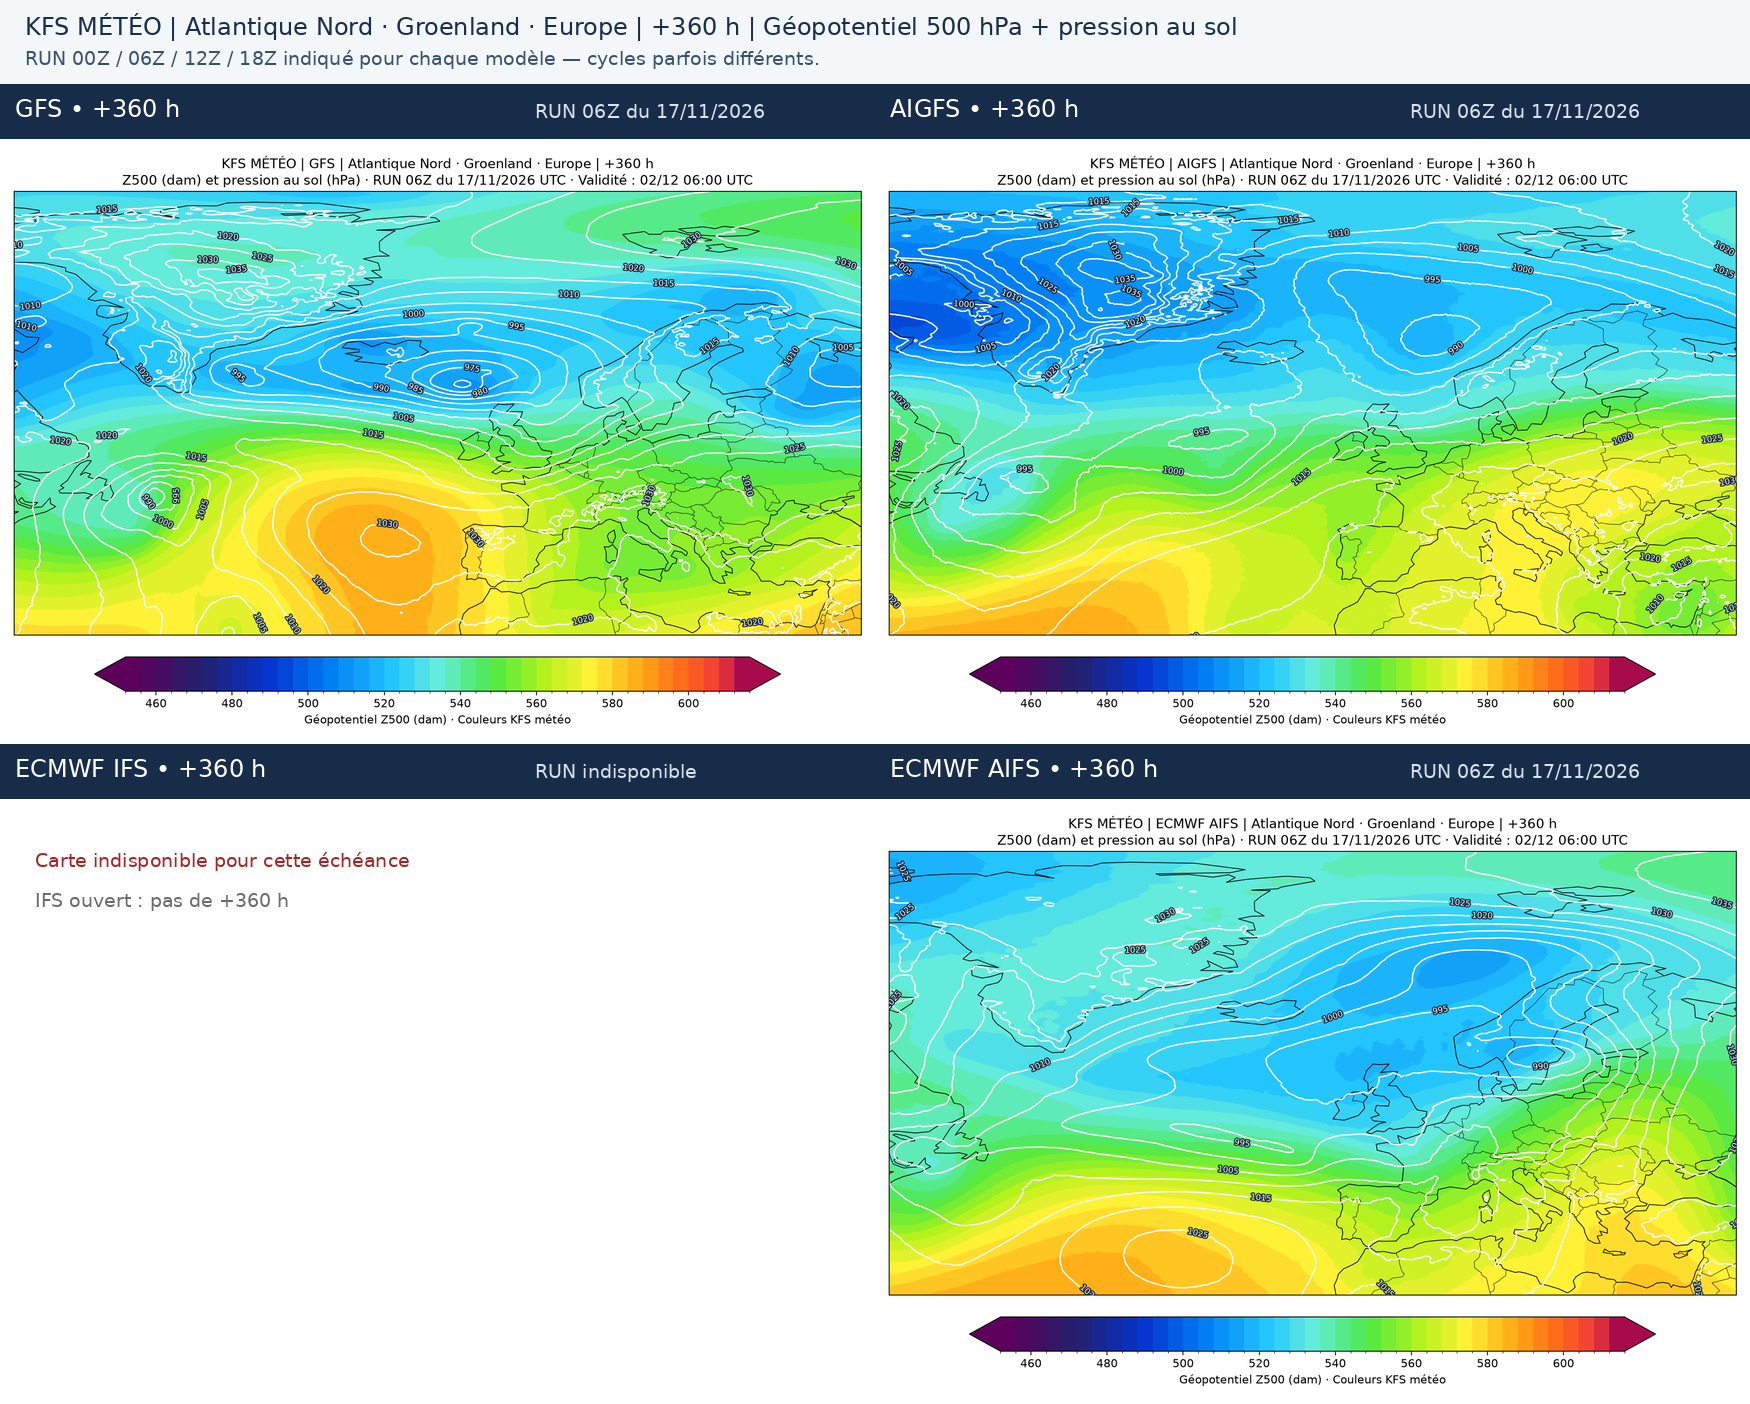 KFS MÉTÉO | Atlantique Nord · Groenland · Europe | +360 h | Géopotentiel 500 hPa + pression au sol
RUN 00Z / 06Z / 12Z / 18Z indiqué pour chaque modèle — cycles parfois différents.
GFS • +360 h
RUN 06Z du 17/11/2026
KFS MÉTÉO | GFS | Atlantique Nord · Groenland · Europe | +360 h
Z500 (dam) et pression au sol (hPa) · RUN 06Z du 17/11/2026 UTC · Validité : 02/12 06:00 UTC
460 480 500 520 540 560 580 600
Géopotentiel Z500 (dam) · Couleurs KFS météo
AIGFS • +360 h
RUN 06Z du 17/11/2026
KFS MÉTÉO | AIGFS | Atlantique Nord · Groenland · Europe | +360 h
Z500 (dam) et pression au sol (hPa) · RUN 06Z du 17/11/2026 UTC · Validité : 02/12 06:00 UTC
460 480 500 520 540 560 580 600
Géopotentiel Z500 (dam) · Couleurs KFS météo
ECMWF IFS • +360 h
RUN indisponible
Carte indisponible pour cette échéance
IFS ouvert : pas de +360 h
ECMWF AIFS • +360 h
RUN 06Z du 17/11/2026
KFS MÉTÉO | ECMWF AIFS | Atlantique Nord · Groenland · Europe | +360 h
Z500 (dam) et pression au sol (hPa) · RUN 06Z du 17/11/2026 UTC · Validité : 02/12 06:00 UTC
460 480 500 520 540 560 580 600
Géopotentiel Z500 (dam) · Couleurs KFS météo